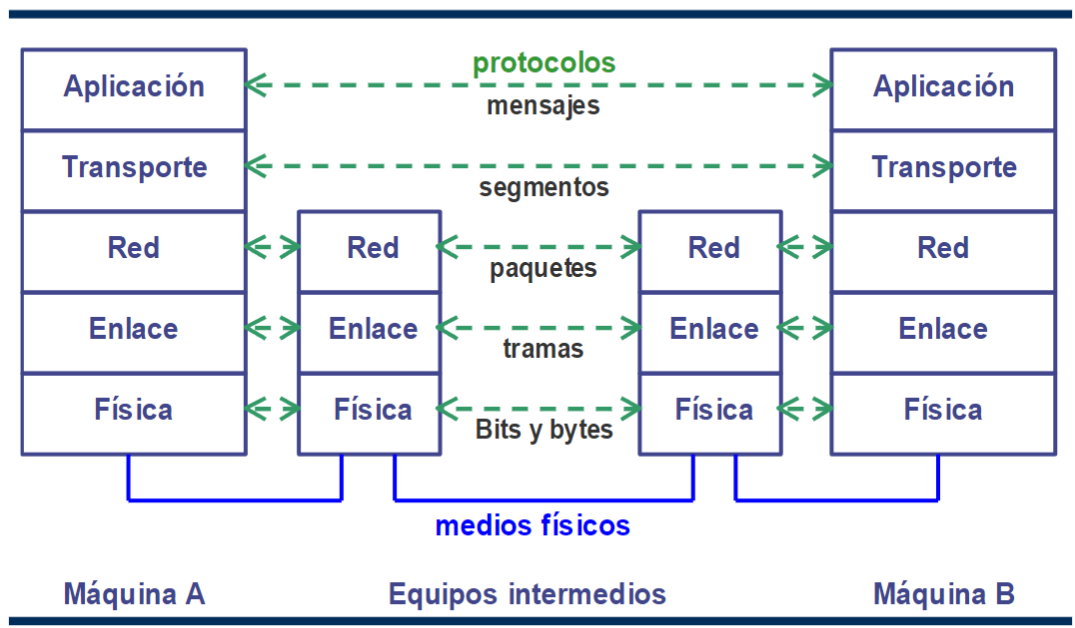 protocolos
Aplicación
mensajes
Aplicación
Transporte
segmentos
Transporte
Red
Red
paquetes
Red
Red
Enlace
Enlace
tramas
Enlace
Enlace
Física
Física
Bits y bytes
Física
Física
medios físicos
Máquina A
Equipos intermedios
Máquina B